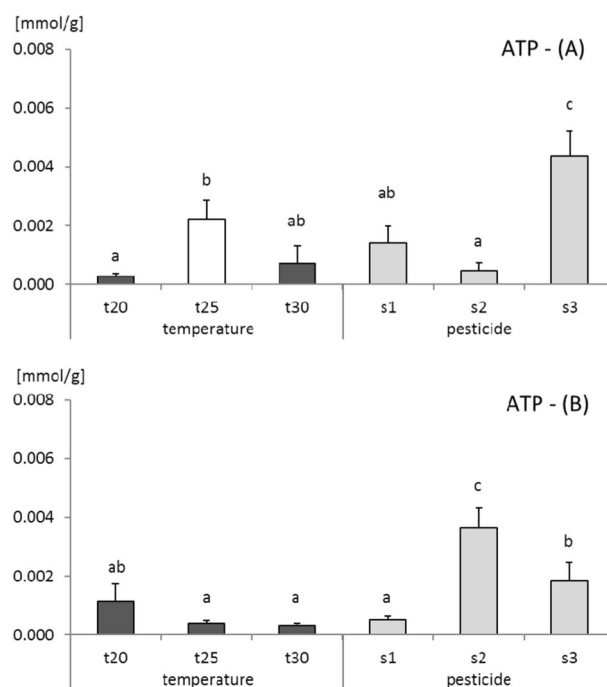 [mmol/g]
0.008
ATP - (A)
0.006
c
0.004
b
ab
ab
0.002
a
a
0.000
t20 t25 t30 s1 s2 s3
temperature pesticide
[mmol/g]
0.008
ATP - (B)
0.006
c
0.004
b
ab
0.002
a a a
0.000
t20 t25 t30 s1 s2 s3
temperature pesticide